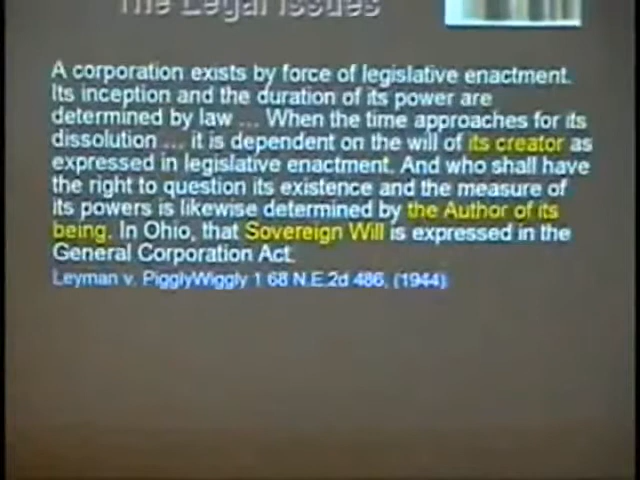 The Legal Issues
A corporation exists by force of legislative enactment.
Its inception and the duration of its power are
determined by law ... When the time approaches for its
dissolution ... it is dependent on the will of its creator as
expressed in legislative enactment. And who shall have
the right to question its existence and the measure of
its powers is likewise determined by the Author of its
being. In Ohio, that Sovereign Will is expressed in the
General Corporation Act.
Leyman v. PigglyWiggly 1 68 N.E.2d 486, (1944)